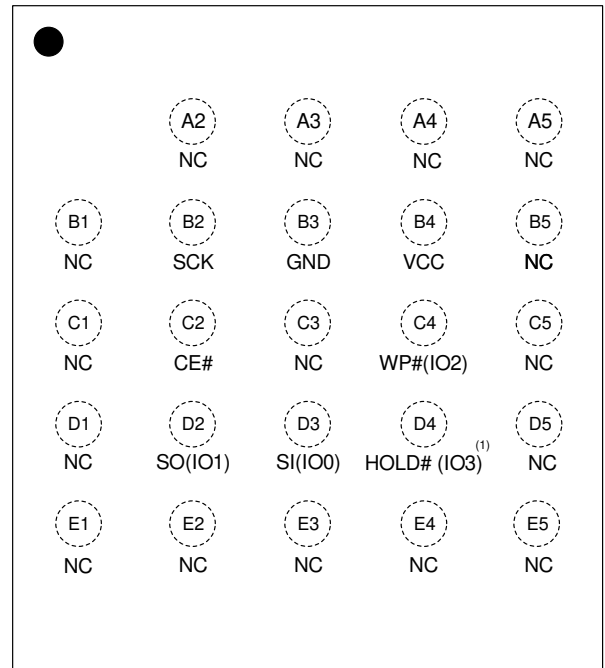 A2 A3 A4 A5
NC NC NC NC
B1 B2 B3 B4 B5
NC SCK GND VCC NC
C1 C2 C3 C4 C5
NC CE# NC WP#(IO2) NC
D1 D2 D3 D4 D5
NC SO(IO1) SI(IO0) HOLD# (IO3)(1) NC
E1 E2 E3 E4 E5
NC NC NC NC NC